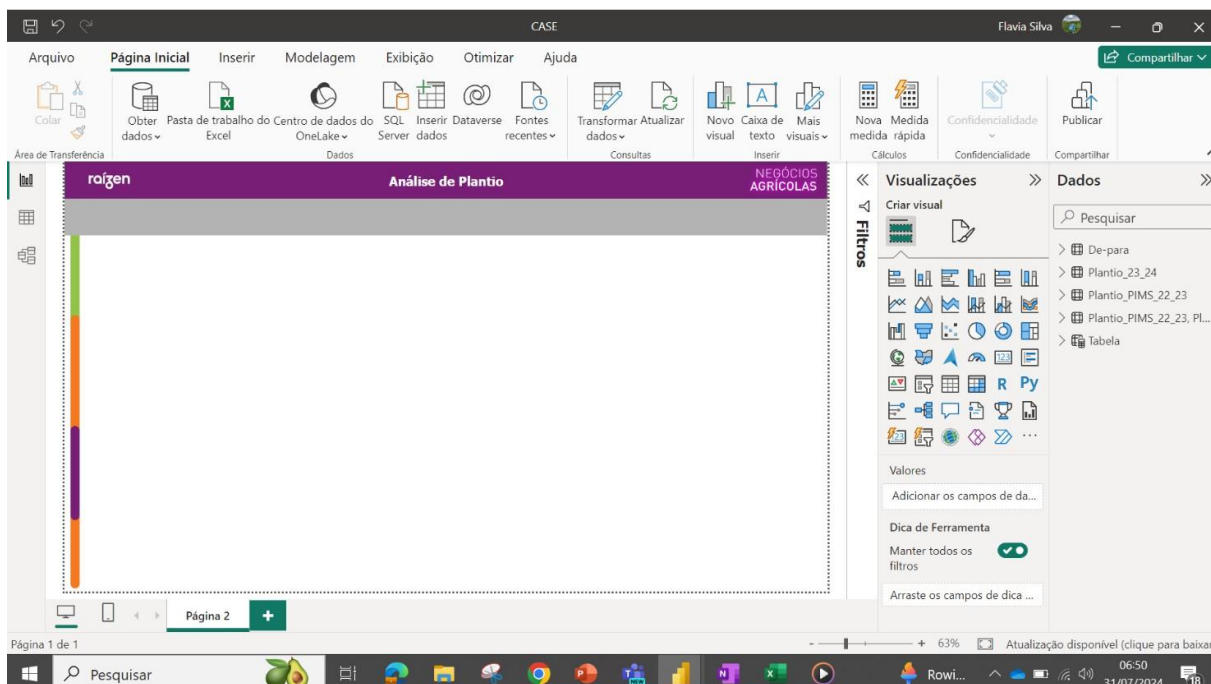 CASE
Flavia Silva
Arquivo Página Inicial Inserir Modelagem Exibição Otimizar Ajuda
Compartilhar
Colar
Obter dados
Pasta de trabalho do Excel
Centro de dados do OneLake
SQL Server
Inserir dados
Dataverse
Fontes recentes
Transformar dados
Atualizar
Novo visual
Caixa de texto
Mais visuais
Nova medida
Medida rápida
Confidencialidade
Publicar
Área de Transferência
Dados
Consultas
Inserir
Cálculos
Confidencialidade
Compartilhar
raízen
Análise de Plantio
NEGÓCIOS
AGRÍCOLAS
Filtros
Visualizações
Criar visual
123
R Py
123
Valores
Adicionar os campos de da...
Dica de Ferramenta
Manter todos os
filtros
Arraste os campos de dica ...
Dados
Pesquisar
De-para
Plantio_23_24
Plantio_PIMS_22_23
Plantio_PIMS_22_23, Pl...
Tabela
Página 2
Página 1 de 1
63%
Atualização disponível (clique para baixar
Pesquisar
Rowi...
06:50
31/07/2024
18